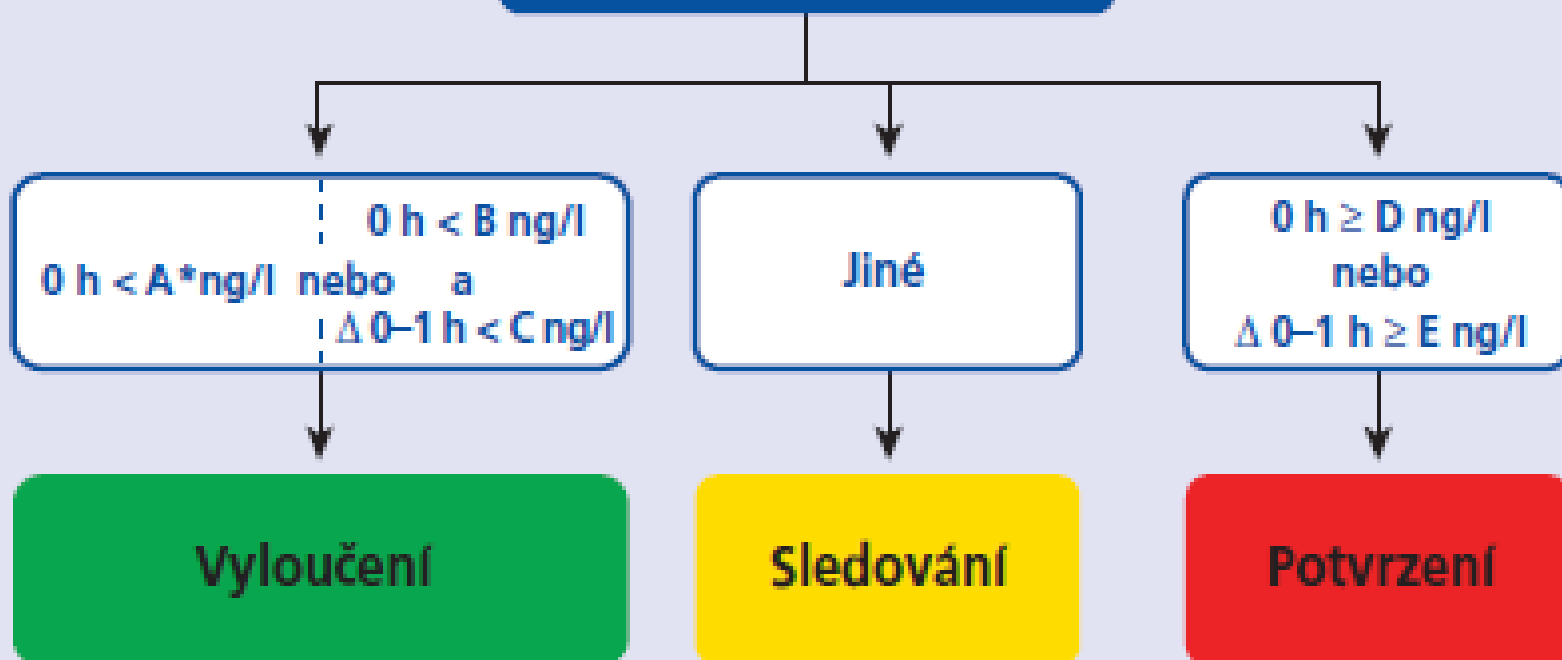 0 h < B ng/l
0 h < A*ng/l nebo a
Δ 0–1 h < C ng/l
Jiné
0 h ≥ D ng/l
nebo
Δ 0–1 h ≥ E ng/l
Vyloučení
Sledování
Potvrzení